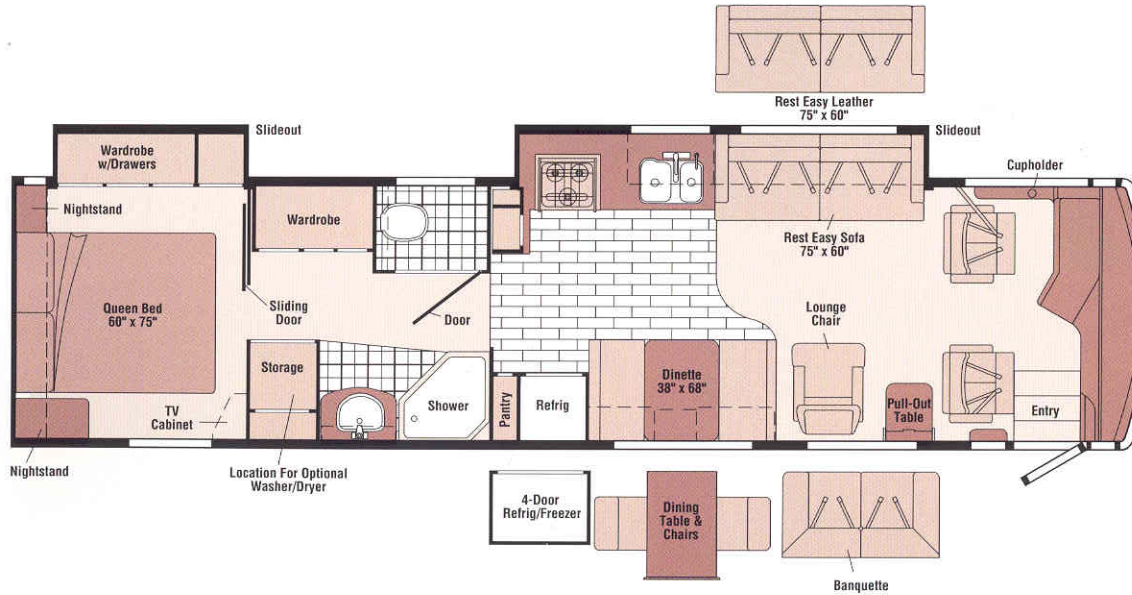 Rest Easy Leather
75" x 60"
Slideout
Slideout
Wardrobe
w/Drawers
Cupholder
Nightstand
Wardrobe
Rest Easy Sofa
75" x 60"
Queen Bed
60" x 75"
Sliding
Door
Door
Lounge
Chair
Storage
Dinette
38" x 68"
TV
Cabinet
Shower
Pantry
Refrig
Pull-Out
Table
Entry
Nightstand
Location For Optional
Washer/Dryer
4-Door
Refrig/Freezer
Dining
Table &
Chairs
Banquette